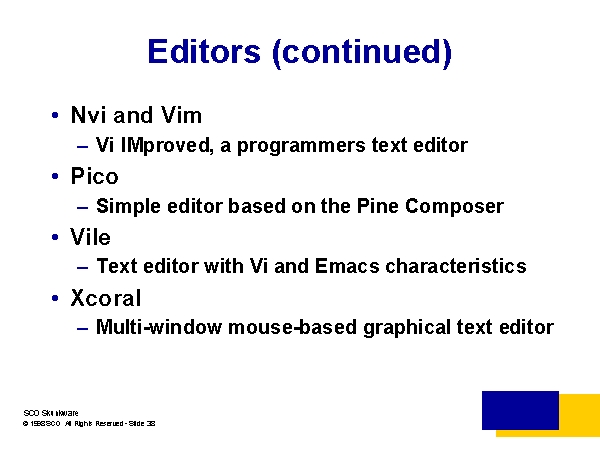 Editors (continued)
• Nvi and Vim
– Vi IMproved, a programmers text editor
• Pico
– Simple editor based on the Pine Composer
• Vile
– Text editor with Vi and Emacs characteristics
• Xcoral
– Multi-window mouse-based graphical text editor
SCO Skunkware
© 1998 SCO All Rights Reserved - Slide 38